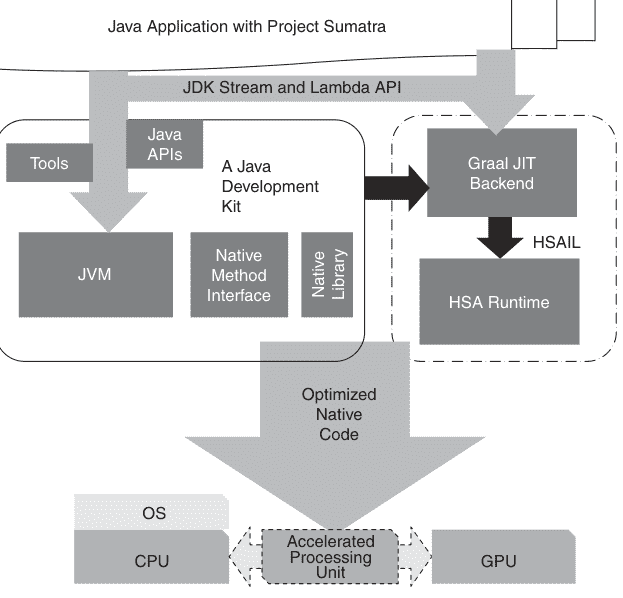 Java Application with Project Sumatra
JDK Stream and Lambda API
Tools
Java
APIs
A Java
Development
Kit
Graal JIT
Backend
JVM
Native
Method
Interface
Native
Library
HSAIL
HSA Runtime
Optimized
Native
Code
OS
CPU
Accelerated
Processing
Unit
GPU